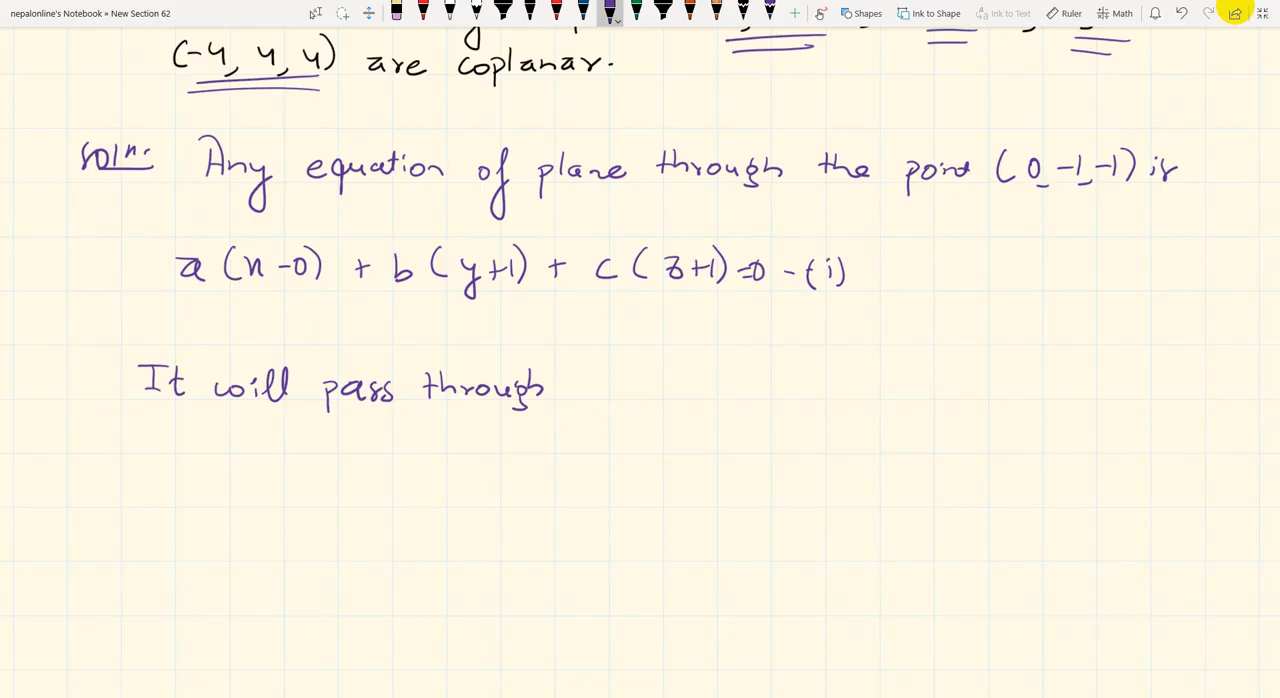 nepalonline's Notebook » New Section 62
Shapes Ink to Shape Ink to Text Ruler Math
(-4, 4, 4) are coplanar.
Soln: Any equation of plane through the point (0, -1, -1) is
a(x-0) + b(y+1) + c(z+1) = 0 - (i)
It will pass through